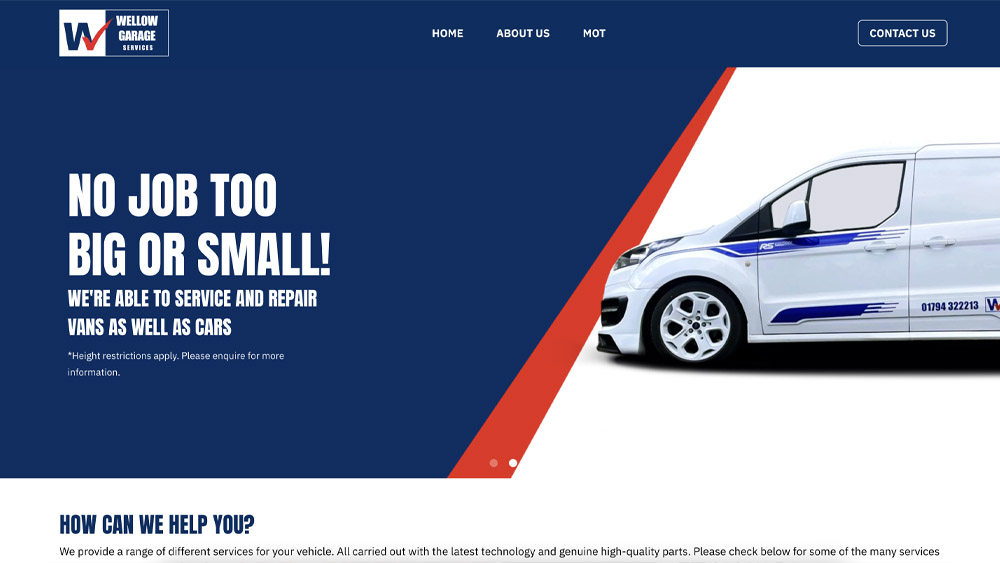 WELLOW
GARAGE
SERVICES
HOME
ABOUT US
MOT
CONTACT US
NO JOB TOO
BIG OR SMALL!
WE'RE ABLE TO SERVICE AND REPAIR
VANS AS WELL AS CARS
*Height restrictions apply. Please enquire for more
information.
RS
01794 322213
HOW CAN WE HELP YOU?
We provide a range of different services for your vehicle. All carried out with the latest technology and genuine high-quality parts. Please check below for some of the many services